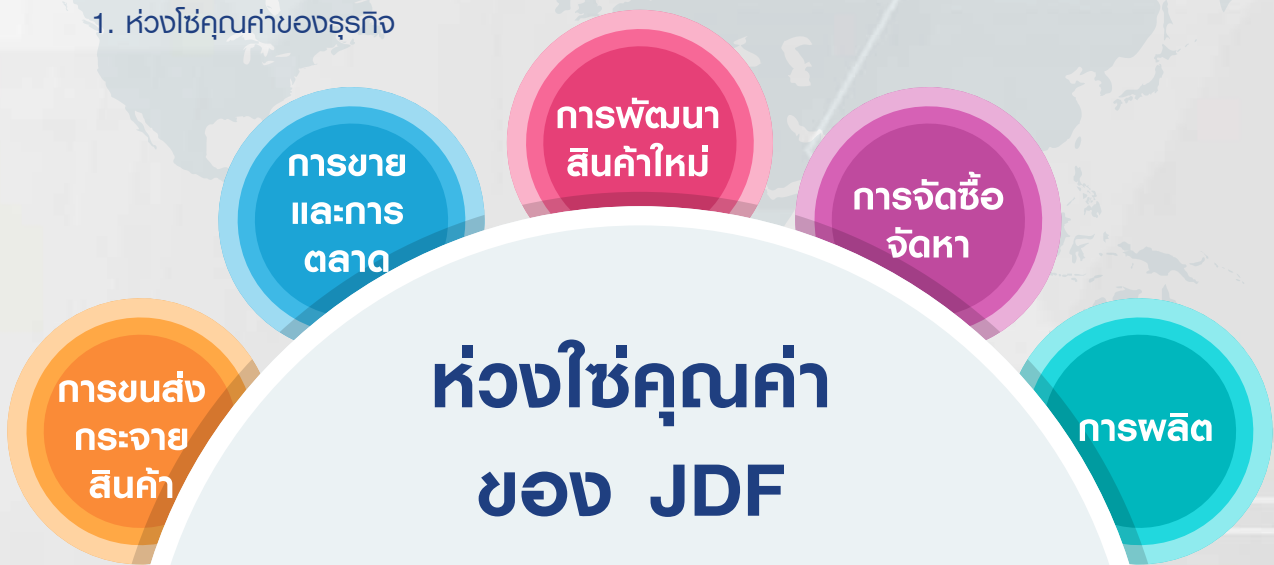 1. ห่วงโซ่คุณค่าของธุรกิจ
การพัฒนา
สินค้าใหม่
การขาย
และการ
ตลาด
การจัดซื้อ
จัดหา
การขนส่ง
กระจาย
สินค้า
การผลิต
ห่วงใซ่คุณค่า
ของ JDF